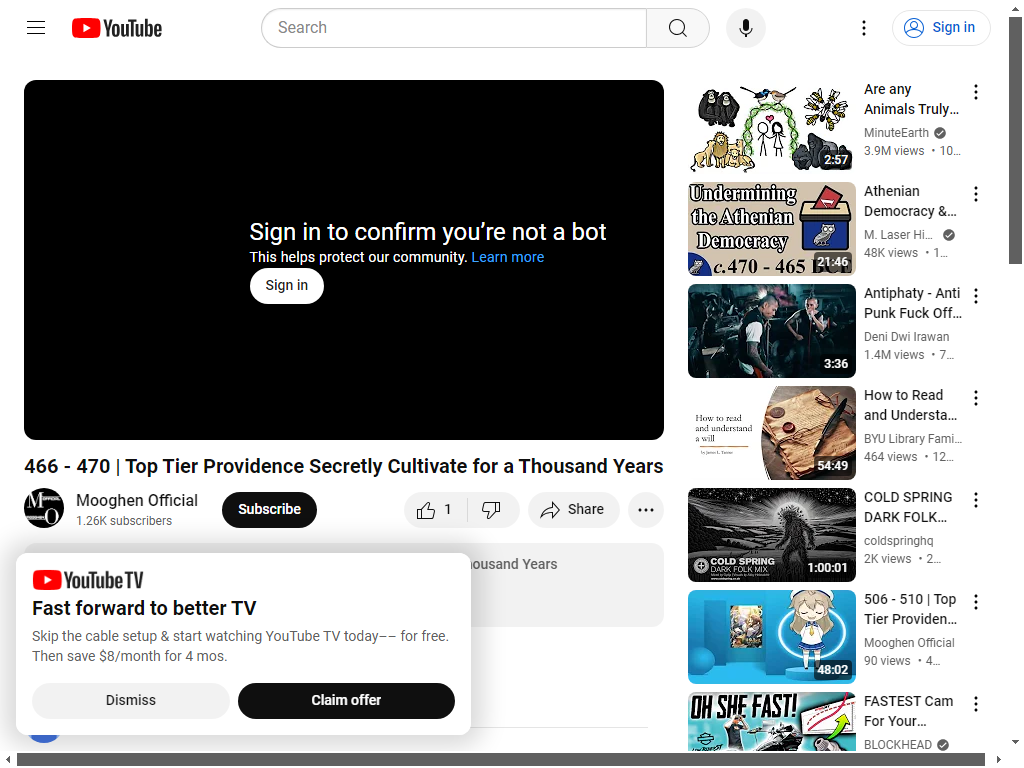 YouTube
Search
Sign in
Sign in to confirm you’re not a bot
This helps protect our community. Learn more
Sign in
466 - 470 | Top Tier Providence Secretly Cultivate for a Thousand Years
Mooghen Official
1.26K subscribers
Subscribe
1
Share
housand Years
YouTube TV
Fast forward to better TV
Skip the cable setup & start watching YouTube TV today–– for free.
Then save $8/month for 4 mos.
Dismiss
Claim offer
2:57
Are any
Animals Truly…
MinuteEarth
3.9M views • 10…
Undermining
the Athenian
Democracy
c.470 - 465 BCE
21:46
Athenian
Democracy &…
M. Laser Hi…
48K views • 1…
3:36
Antiphaty - Anti
Punk Fuck Off…
Deni Dwi Irawan
1.4M views • 7…
How to read
and understand
a will
by James L. Tanner
54:49
How to Read
and Understa…
BYU Library Fami…
464 views • 12…
COLD SPRING
DARK FOLK MIX
1:00:01
COLD SPRING
DARK FOLK…
coldspringhq
2K views • 2…
48:02
506 - 510 | Top
Tier Providen…
Mooghen Official
90 views • 4…
OH SHE FAST!
FASTEST Cam
For Your…
BLOCKHEAD